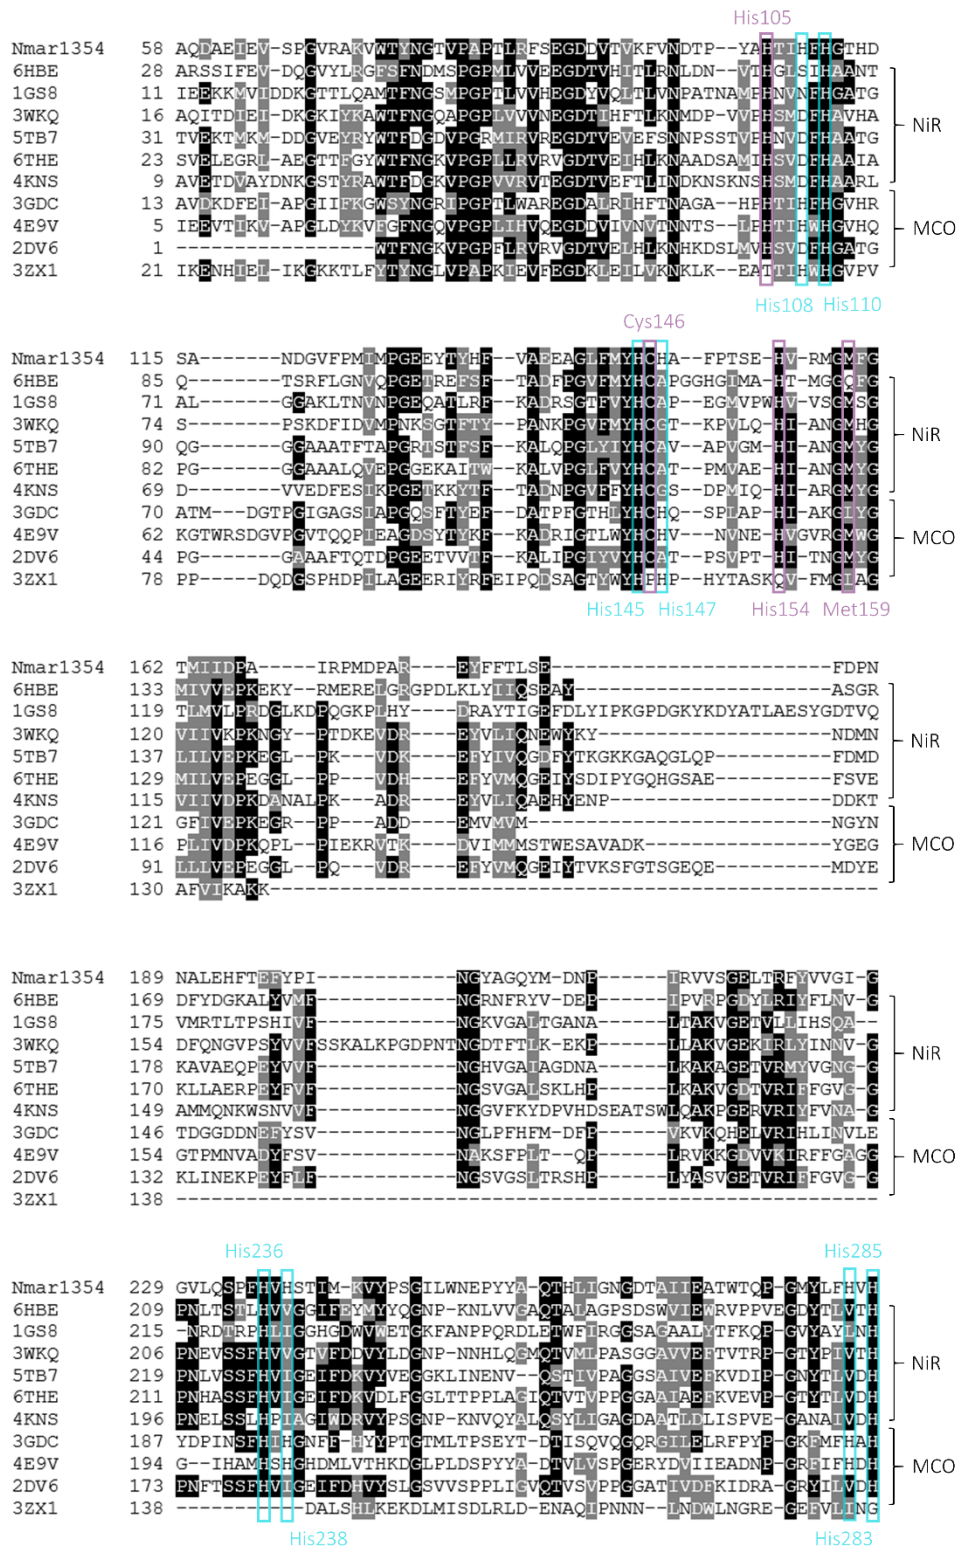 His105
Nmar1354 58 AQDAEIEV-SPGVRAKVWTYNGTVPAPTLRFSEGDDVTVKFVNDTP--YAHTIHFHGTHD
6HBE 28 ARSSIFEV-DQGVYLRGFSFNDMSPGPMLVVEEGDTVHITLRNLDN--VTHGLSIHAANT
1GS8 11 IEEKKMVIDDKGTTLQAMTFNGSMPGPTLVVHEGDYVQLTLVNPATNAMPHNVNFHGATG
3WKQ 16 AQITDIEI-DKGKIYKAWTFNGQAPGPLVVVNEGDTIHFTLKNMDP-VVPHSMDFHAVHA
5TB7 31 TVEKTMKM-DDGVEYRYWTFDGDVPGRMIRVREGDTVEVEFSNNPSSTVPHNVDFHAATG
6THE 23 SVELEGRL-AEGTTFGYWTFNGKVPGPLLRVRVGDTVEIHLKNAADSAMIHSVDFHAAIA
4KNS 9 AVETDVAYDNKGSTYRAWTFDGKVPGPVVRVTEGDTVEFTLINDKNSKNSHSMDFHAARL
3GDC 13 AVDKDFEI-APGIIFKGWSYNGRIPGPTLWAREGDALRIHFTNAGA-HPHTIHFHGVHR
4E9V 5 IEEVTIKV-APGLDYKVFGFNGQVPGPLIHVQEGDDVIVNVTNNTS-LPHTIHWHGVHQ
2DV6 1 -----------------WTFNGKVPGPFLRVRVGDTVELHLKNHKDSLMVHSVDFHGATG
3ZX1 21 IKENHIEL-IKGKKTLFYTYNGLVPAPKIEVFEGDKLEILVKNKLK-EATTIHWHGVPV
NiR
MCO
His108 His110
Cys146
Nmar1354 115 SA-------NDGVFPMIMPGEEYTYHF--VAEEAGLFMYHCHA--FPTSE-HV--RMGMFG
6HBE 85 Q--------TSRFLGNVQPGETREFSF--TADFPGVFMYHCAPGGHGIMA-HT-MGGQFG
1GS8 71 AL-------GGAKLTNVNPGEQATLRF--KADRSGTFVYHCAP--EGMVPWHV-VSGMSG
3WKQ 74 S--------PSKDFIDVMPNKSGTFTY--PANKPGVFMYHCGT--KPVLQ-HI-ANGMHG
5TB7 90 QG-------GGAAATFTAPGRTSTFSF--KALQPGLYIYHCAV--APVGM-HI-ANGMYG
6THE 82 PG-------GGAAALQVEPGGEKAITW--KALVPGLFVYHCAT--PMVAE-HI-ANGMYG
4KNS 69 D--------VVEDFESIKPGETKKYTF--TADNPGVFFYHCGS--DPMIQ-HI-ARGMYG
3GDC 70 ATM---DGTPGIGAGSIAPGQSFTYEF--DATPFGTHLYHCHQ--SPLAP-HI-AKGLYG
4E9V 62 KGTWRSDGVPGVTQQPIEAGDSYTYKF--KADRIGTLWYHCHV--NVNE-HVGVRGMWG
2DV6 44 PG-------GAAAFTQTDPGEETVVTF--KALIPGIYVYHCAT--PSVPT-HI-TNGMYG
3ZX1 78 PP-----DQDGSPHDPILAGEERIYRFEIPQDSAGTYWYHPHP--HYTASKQV-FMGLAG
NiR
MCO
His145 His147 His154 Met159
Nmar1354 162 TMIIDPA-----IRPMDPAR----EYFFTLSE------------------------FDPN
6HBE 133 MIVVEPKEKY--RMERELGRGPDLKLYIIQSEAY----------------------ASGR
1GS8 119 TLMVLPRDGLKDPQGKPLHY----DRAYTIGEFDLYIPKGPDGKYKDYATLAESYGDTVQ
3WKQ 120 VIIVKPKNGY--PTDKEVDR----EYVLIQNEWYKY--------------------NDMN
5TB7 137 LILVEPKEGL--PK-----VDK----EFYIVQGDFYTKGKKGAQGLQP----------FDMD
6THE 129 MILVEPEGGL--PP-----VDH----EFYVMQGEIYSDIPYGQHGSAE----------FSVE
4KNS 115 VIIVDPKDANALPK----ADR----EYVLIQAEHYENP-------------------DDKT
3GDC 121 GFIVEPKEGR--PP----ADD----EMVMVM--------------------------NGYN
4E9V 116 PLIVDPKQPL--PIEKRVTK----DVIMMMSTWESAVADK----------------YGEG
2DV6 91 LLLVEPEGGL--PQ-----VDR----EFYVMQGEIYTVKSFGTSGEQE----------MDYE
3ZX1 130 AFVIKAKK----------------------------------------------------
NiR
MCO
Nmar1354 189 NALEHFTEFYPI------------NGYAGQYM-DNP------IRVVSGELTRFYVVGI-G
6HBE 169 DFYDGKALYVMF------------NGRNFRYV-DEP------IPVRPGDYLRIYFLNV-G
1GS8 175 VMRTLTPSHIVF------------NGKVGALTGANA------LTAKVGETVLLIHSQA--
3WKQ 154 DFQNGVPSYVVFSSKALKPGDPNTNGDTFTLK-EKP------LLAKVGEKIRLYINNV-G
5TB7 178 KAVAEQPEYVVF------------NGHVGAIAGDNA------LKAKAGETVRMYVGNG-G
6THE 170 KLLAERPEYFVF------------NGSVGALSKLHP------LKAKVGDTVRIFFGVG-G
4KNS 149 AMMQNKWSNVVF------------NGGVFKYDPVHDSEATSWLQAKPGERVRIYFVNA-G
3GDC 146 TDGGDDNEFYSV------------NGLPFHFM-DFP------VKVKQHELVRIHLINVLE
4E9V 154 GTPMNVADYFSV------------NAKSFPLT--QP------LRVKKGDVVKIRFFGAGG
2DV6 132 KLINEKPEYFLF------------NGSVGSLTRSHP------LYASVGETVRIFFGVG-G
3ZX1 138 ------------------------------------------------------------
NiR
MCO
His236 His285
Nmar1354 229 GVLQSPFHVHSTIM-KVYPSGILWNEPYYA-QTHLIGNGDTAIIEATWTQP-GMYLFHVH
6HBE 209 PNLTSTLHVVGGIFEYMYYQGNP-KNLVVGAQTALAGPSDSWVIEWRVPPVEGDYTLVTH
1GS8 215 -NRDTRPHLIGGHGDWVWETGKFANPPQRDLETWFIRGGSAGAALYTFKQP-GVYAYLNH
3WKQ 206 PNEVSSFHVVGTVFDDVYLDGNP-NNHLQGMQTVMLPASGGAVVEFTVTRP-GTYPIVTH
5TB7 219 PNLVSSFHVIGEIFDKVYVEGGKLINENV--QSTIVPAGGSAIVEFKVDIP-GNYTLVDH
6THE 211 PNHASSFHVIGEIFDKVDLFGGLTTPPLAGIQTVTVPPGGAAIAEFKVEVP-GTYTLVDH
4KNS 196 PNELSSLHPIAGIWDRVYPSGNP-KNVQYALQSYLIGAGDAATLDLISPVE-GANAIVDH
3GDC 187 YDPINSFHIHGNFF-HYYPTGTMLTPSEYT-DTISQVQGQRGILELRFPYP-GKFMFHAH
4E9V 194 G--IHAMHSHGHDMLVTHKDGLPLDSPYYA-DTVLVSPGERYDVIIEADNP-GRFIFHDH
2DV6 173 PNFTSSFHVIGEIFDHVYSLGSVVSPPLIGVQTVSVPPGGATIVDFKIDRA-GRYILVDH
3ZX1 138 -----------DALSHLKEKDLMISDLRLD-ENAQIPNNN--LNDWLNGRE-GEFVLING
NiR
MCO
His238 His283